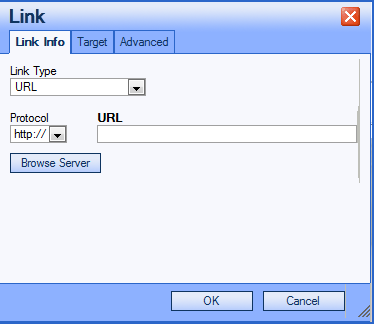 Link
Link Info Target Advanced
Link Type
URL
Protocol URL
http://
Browse Server
OK Cancel